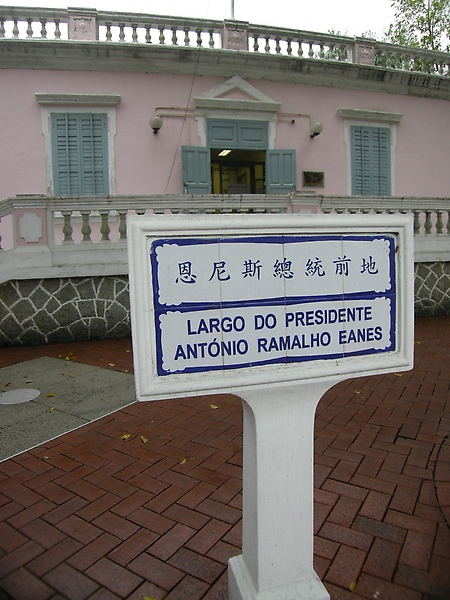 恩尼斯總統前地
LARGO DO PRESIDENTE
ANTÓNIO RAMALHO EANES